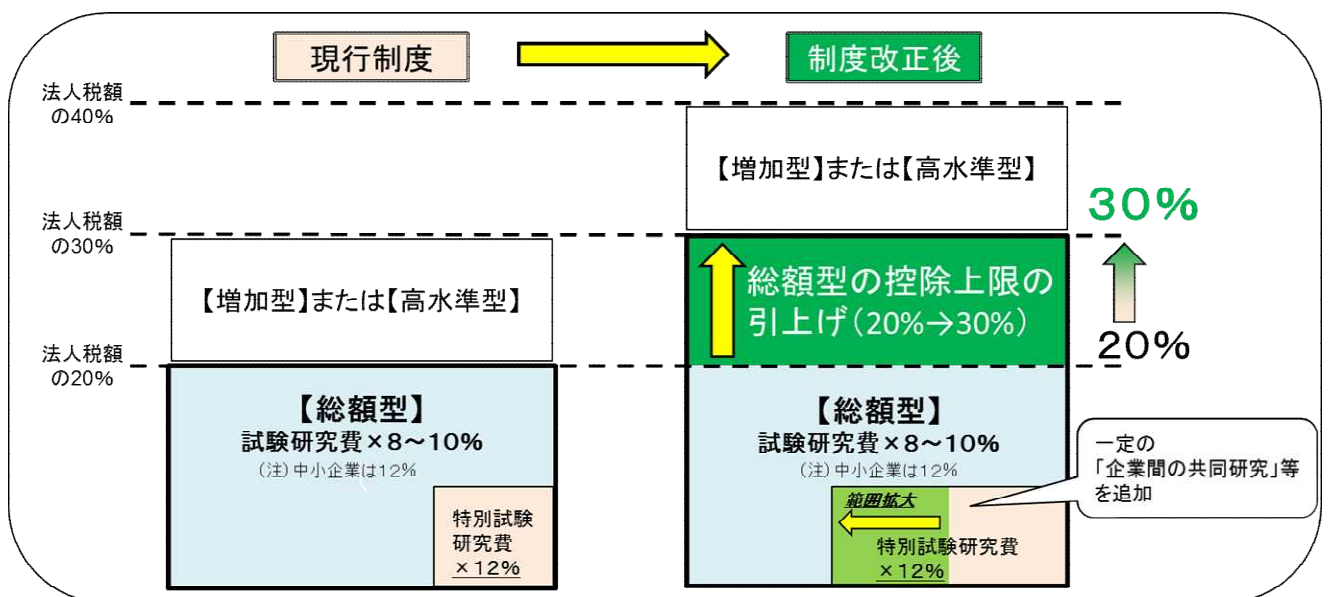 現行制度
制度改正後
法人税額
の40%
【増加型】または【高水準型】
30%
法人税額
の30%
【増加型】または【高水準型】
総額型の控除上限の
引上げ(20%→30%)
20%
法人税額
の20%
【総額型】
試験研究費×8~10%
(注)中小企業は12%
特別試験
研究費
×12%
【総額型】
試験研究費×8~10%
(注)中小企業は12%
範囲拡大
特別試験研究費
×12%
一定の
「企業間の共同研究」等
を追加